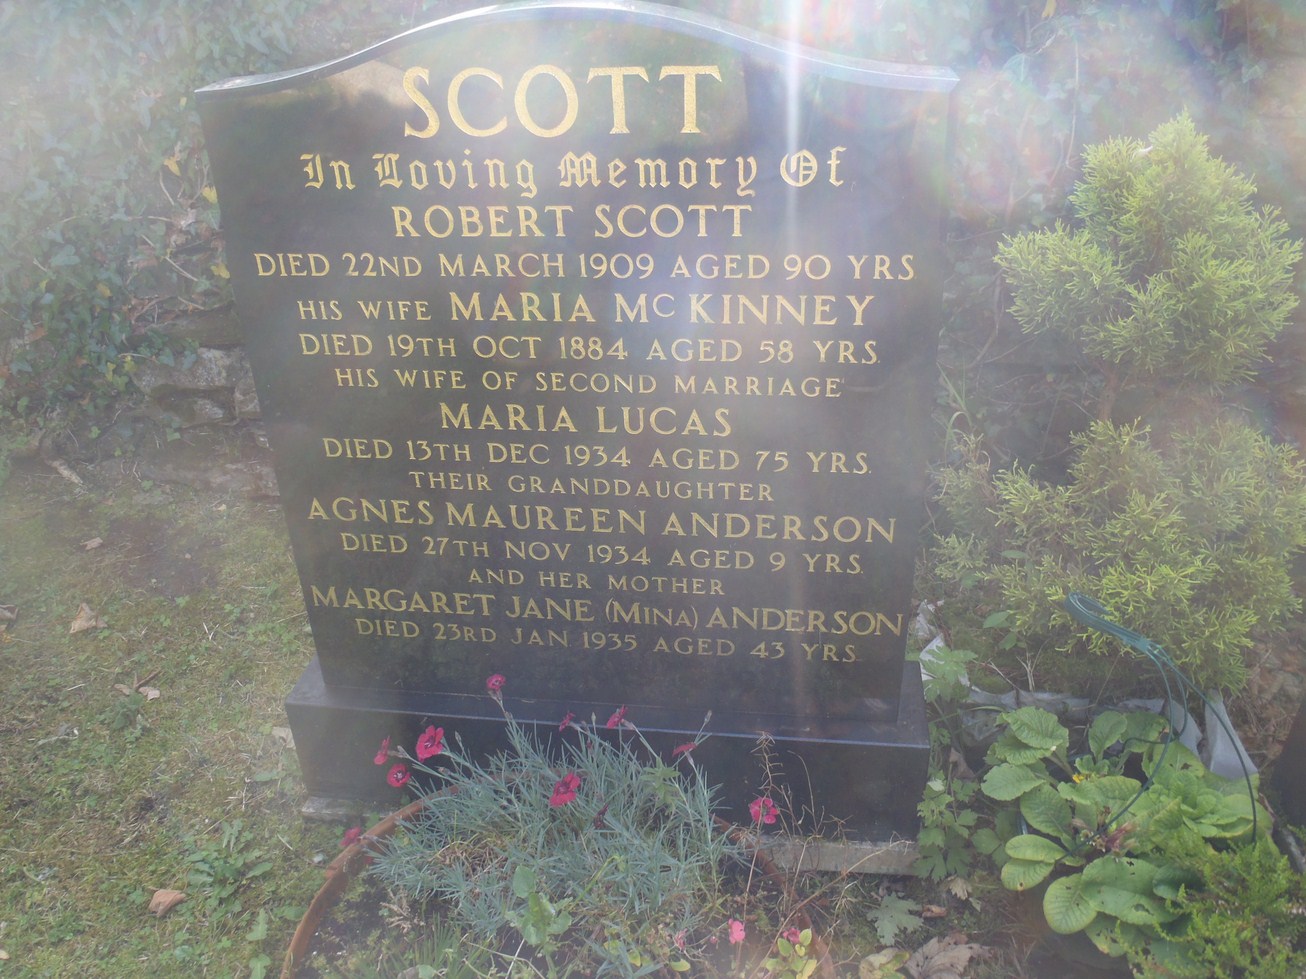 SCOTT
In Loving Memory Of
ROBERT SCOTT
DIED 22ND MARCH 1909 AGED 90 YRS
HIS WIFE MARIA McKINNEY
DIED 19TH OCT 1884 AGED 58 YRS.
HIS WIFE OF SECOND MARRIAGE
MARIA LUCAS
DIED 13TH DEC 1934 AGED 75 YRS.
THEIR GRANDDAUGHTER
AGNES MAUREEN ANDERSON
DIED 27TH NOV 1934 AGED 9 YRS.
AND HER MOTHER
MARGARET JANE (MINA) ANDERSON
DIED 23RD JAN 1935 AGED 43 YRS.